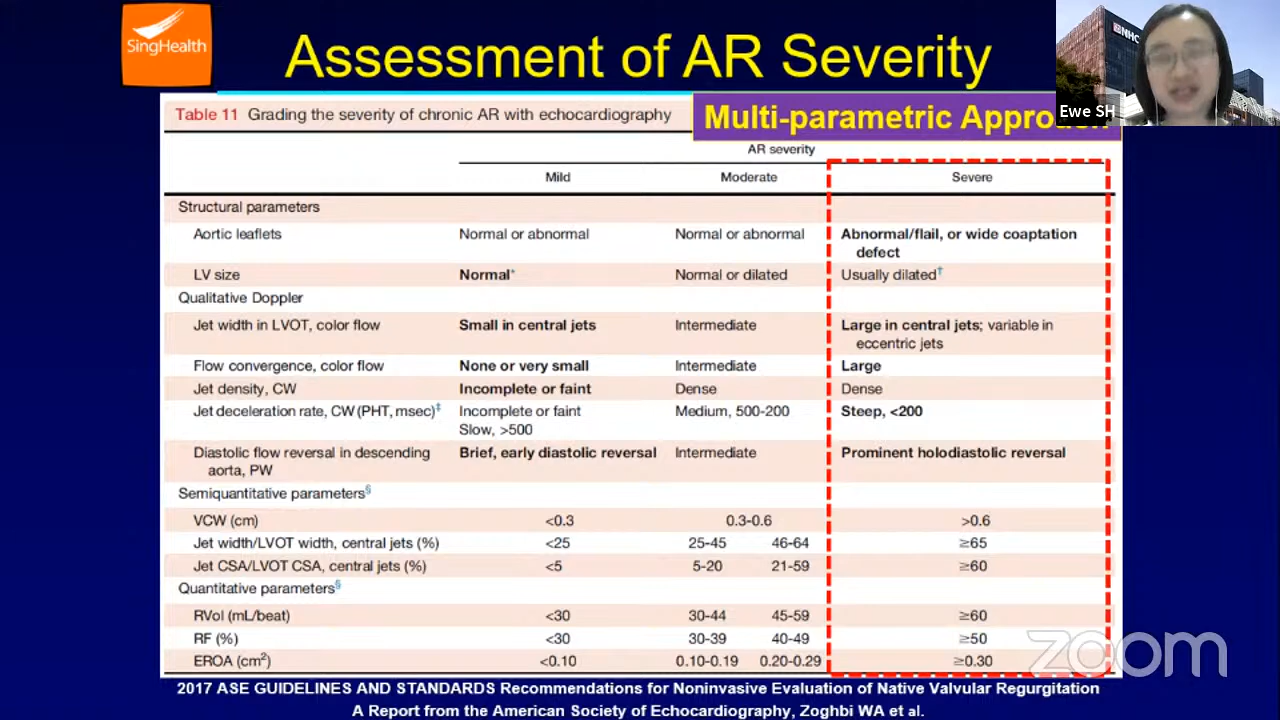 SingHealth
Assessment of AR Severity
NHC
Ewe SH
Table 11 Grading the severity of chronic AR with echocardiography
Multi-parametric Approach
AR severity
Mild Moderate Severe
Structural parameters
Aortic leaflets Normal or abnormal Normal or abnormal Abnormal/flail, or wide coaptation
defect
LV size Normal* Normal or dilated Usually dilated†
Qualitative Doppler
Jet width in LVOT, color flow Small in central jets Intermediate Large in central jets; variable in
eccentric jets
Flow convergence, color flow None or very small Intermediate Large
Jet density, CW Incomplete or faint Dense Dense
Jet deceleration rate, CW (PHT, msec)‡ Incomplete or faint Medium, 500-200 Steep, <200
Slow, >500
Diastolic flow reversal in descending Brief, early diastolic reversal Intermediate Prominent holodiastolic reversal
aorta, PW
Semiquantitative parameters§
VCW (cm) <0.3 0.3-0.6 >0.6
Jet width/LVOT width, central jets (%) <25 25-45 46-64 ≥65
Jet CSA/LVOT CSA, central jets (%) <5 5-20 21-59 ≥60
Quantitative parameters§
RVol (mL/beat) <30 30-44 45-59 ≥60
RF (%) <30 30-39 40-49 ≥50
EROA (cm²) <0.10 0.10-0.19 0.20-0.29 ≥0.30
zoom
2017 ASE GUIDELINES AND STANDARDS Recommendations for Noninvasive Evaluation of Native Valvular Regurgitation
A Report from the American Society of Echocardiography, Zoghbi WA et al.